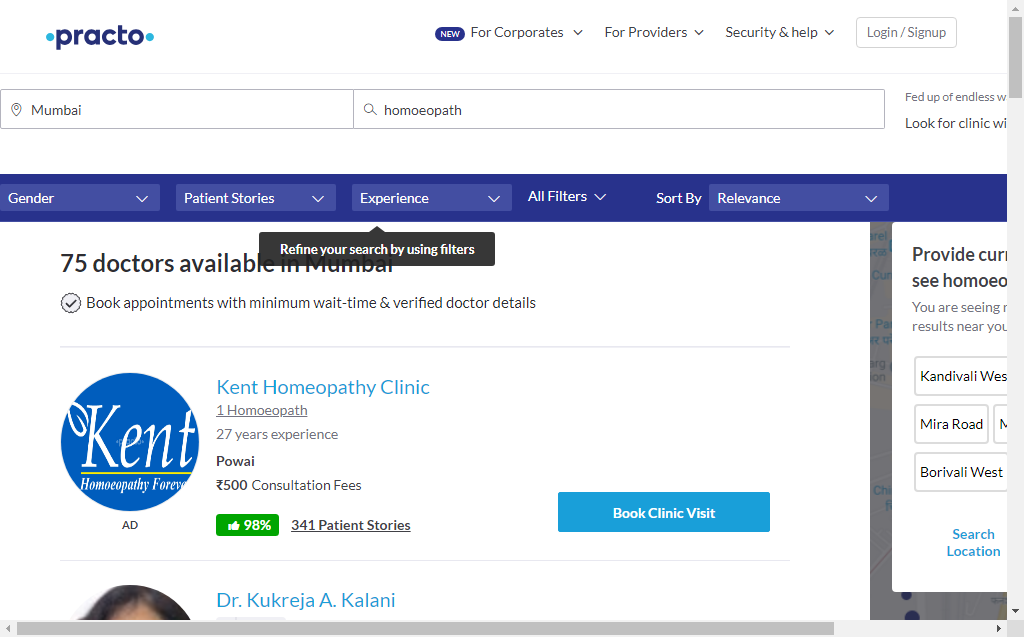 practo
NEW For Corporates
For Providers
Security & help
Login / Signup
Mumbai
homoeopath
Fed up of endless w
Look for clinic wi
Gender
Patient Stories
Experience
All Filters
Sort By
Relevance
Refine your search by using filters
75 doctors available in Mumbai
Book appointments with minimum wait-time & verified doctor details
Provide curr
see homoeo
You are seeing r
results near you
Kandivali Wes
Mira Road
M
Borivali West
Search
Location
Kent
Homoeopathy Foreve
AD
Kent Homeopathy Clinic
1 Homoeopath
27 years experience
Powai
₹500 Consultation Fees
98%
341 Patient Stories
Book Clinic Visit
Dr. Kukreja A. Kalani